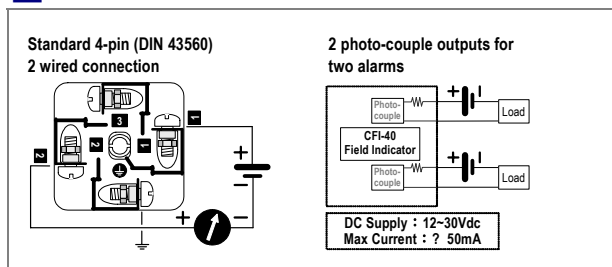 Standard 4-pin (DIN 43560)
2 wired connection
3
1
2
1
2
+
−
+
−
2 photo-couple outputs for
two alarms
+
Photo-
couple
Load
CFI-40
Field Indicator
+
Photo-
couple
Load
DC Supply：12~30Vdc
Max Current：? 50mA